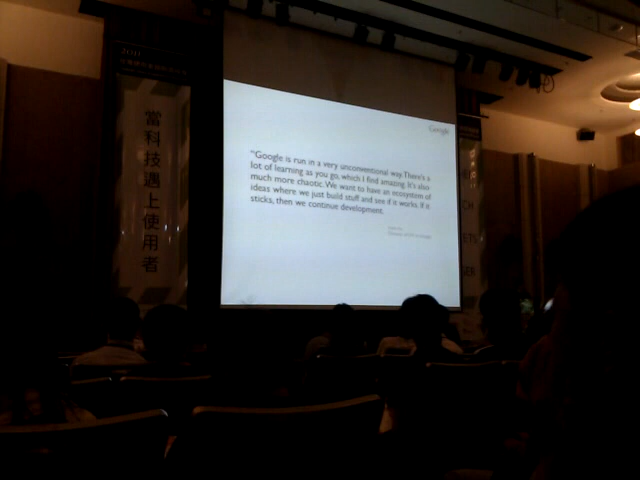 2011
當科技遇上使用者
Google
"Google is run in a very unconventional way. There's a
lot of learning as you go, which I find amazing. It's also
much more chaotic. We want to have an ecosystem of
ideas where we just build stuff and see if it works. If it
sticks, then we continue development.